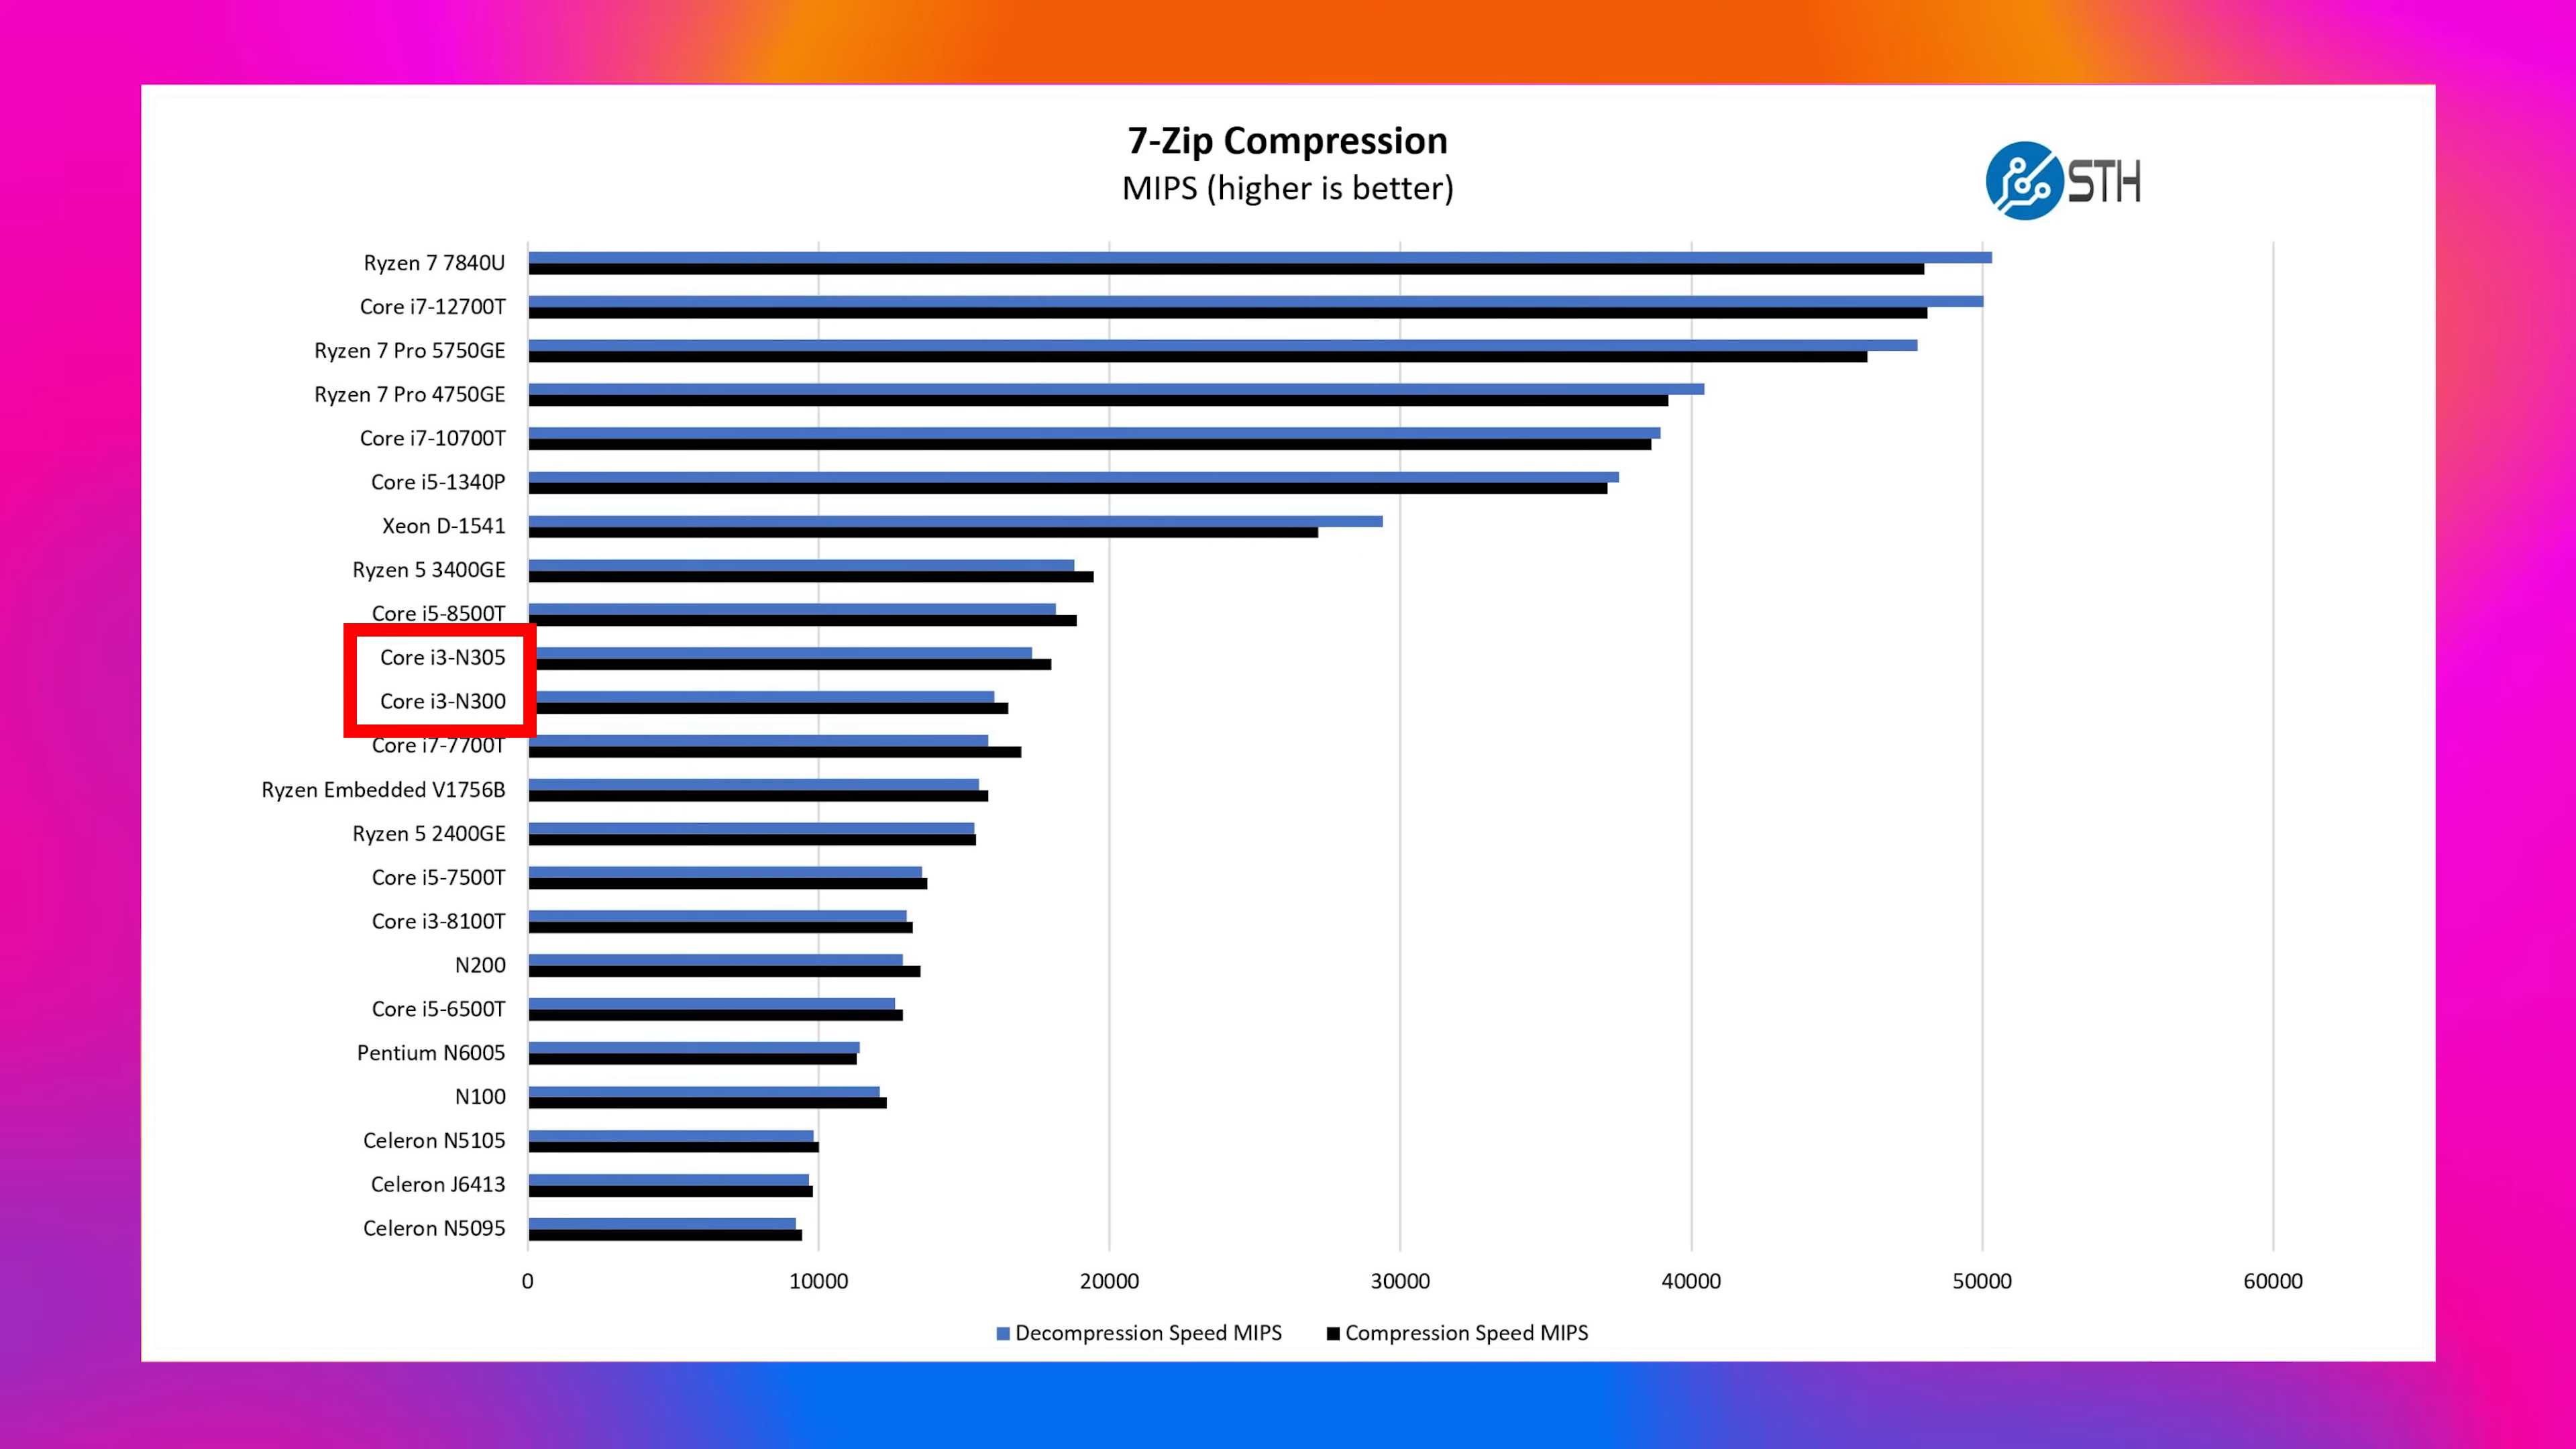 7-Zip Compression
MIPS (higher is better)
STH
Ryzen 7 7840U
Core i7-12700T
Ryzen 7 Pro 5750GE
Ryzen 7 Pro 4750GE
Core i7-10700T
Core i5-1340P
Xeon D-1541
Ryzen 5 3400GE
Core i5-8500T
Core i3-N305
Core i3-N300
Core i7-7700T
Ryzen Embedded V1756B
Ryzen 5 2400GE
Core i5-7500T
Core i3-8100T
N200
Core i5-6500T
Pentium N6005
N100
Celeron N5105
Celeron J6413
Celeron N5095
0 10000 20000 30000 40000 50000 60000
Decompression Speed MIPS Compression Speed MIPS